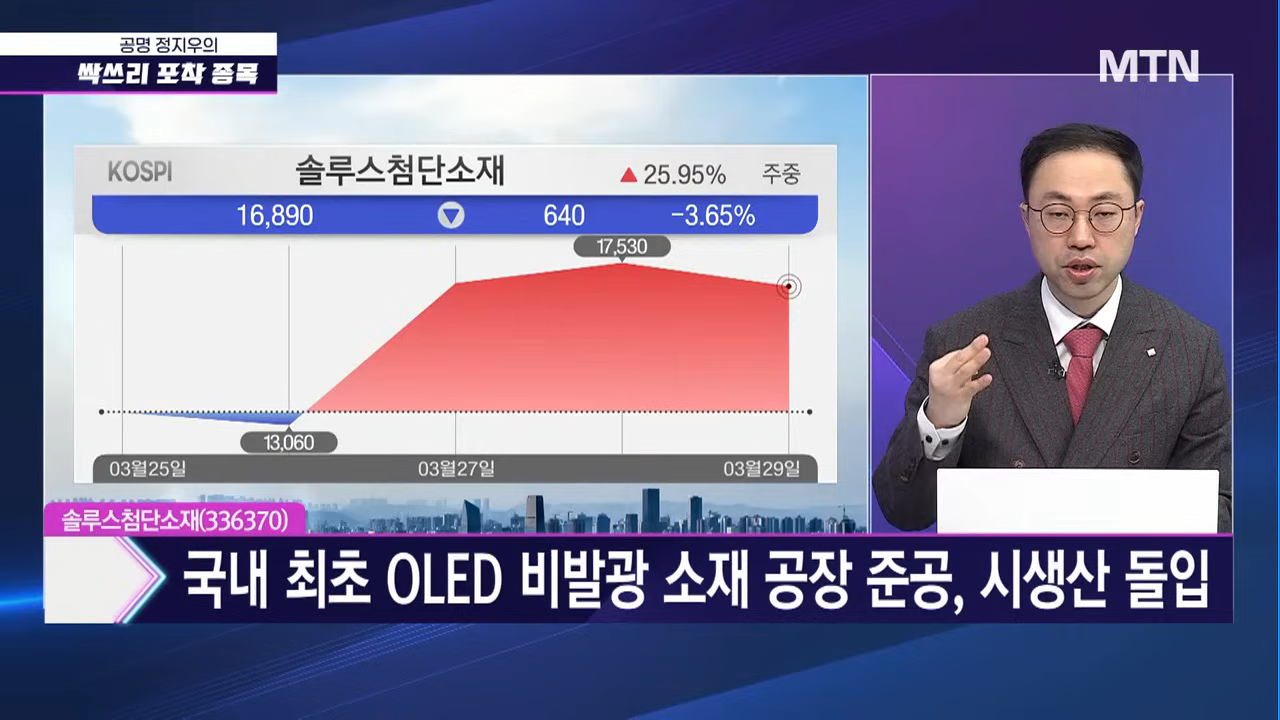 공명 정지우의
싹쓰리 포착 종목
MTN
KOSPI 솔루스첨단소재 ▲ 25.95% 주중
16,890 ▽ 640 -3.65%
17,530
13,060
03월25일 03월27일 03월29일
솔루스첨단소재(336370)
국내 최초 OLED 비발광 소재 공장 준공, 시생산 돌입